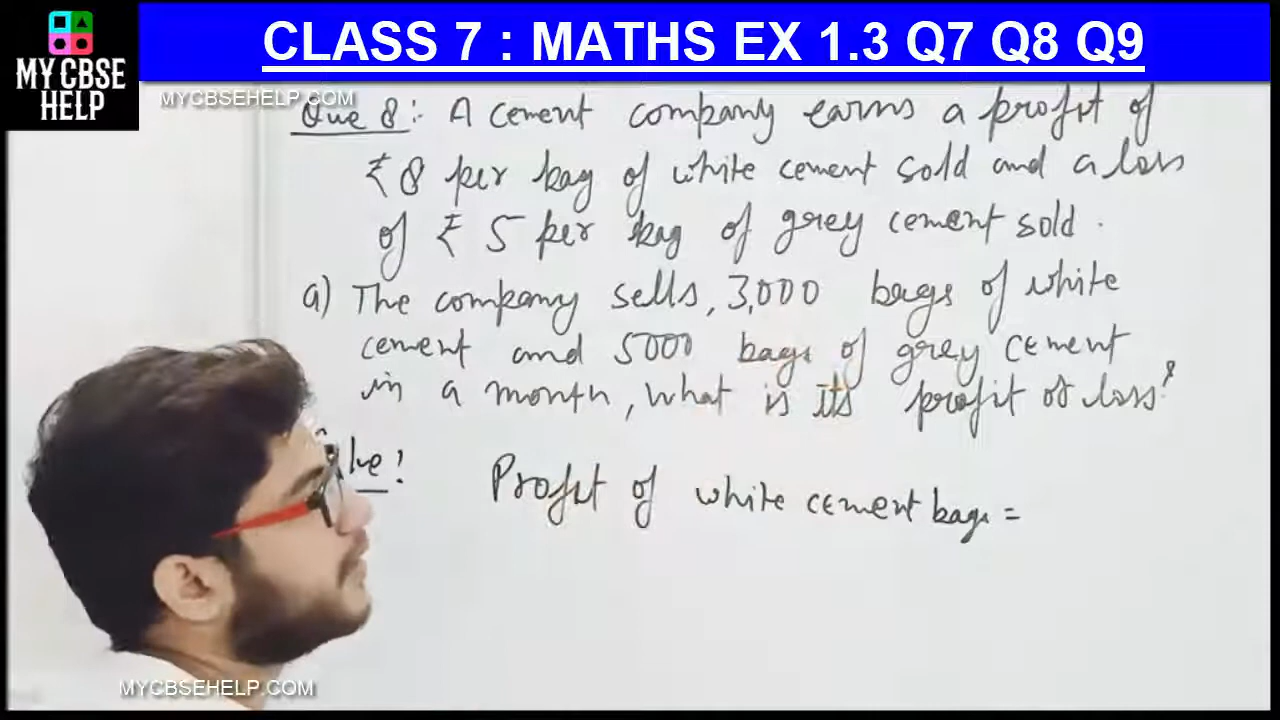 CLASS 7 : MATHS EX 1.3 Q7 Q8 Q9
MY CBSE
HELP
MYCBSEHELP.COM
Que 8:- A cement company earns a profit of
₹ 8 per bag of white cement sold and a loss
of ₹ 5 per bag of grey cement sold.
a) The company sells, 3,000 bags of white
cement and 5000 bags of grey cement
in a month, what is its profit or loss?
Profit of white cement bags =
MYCBSEHELP.COM